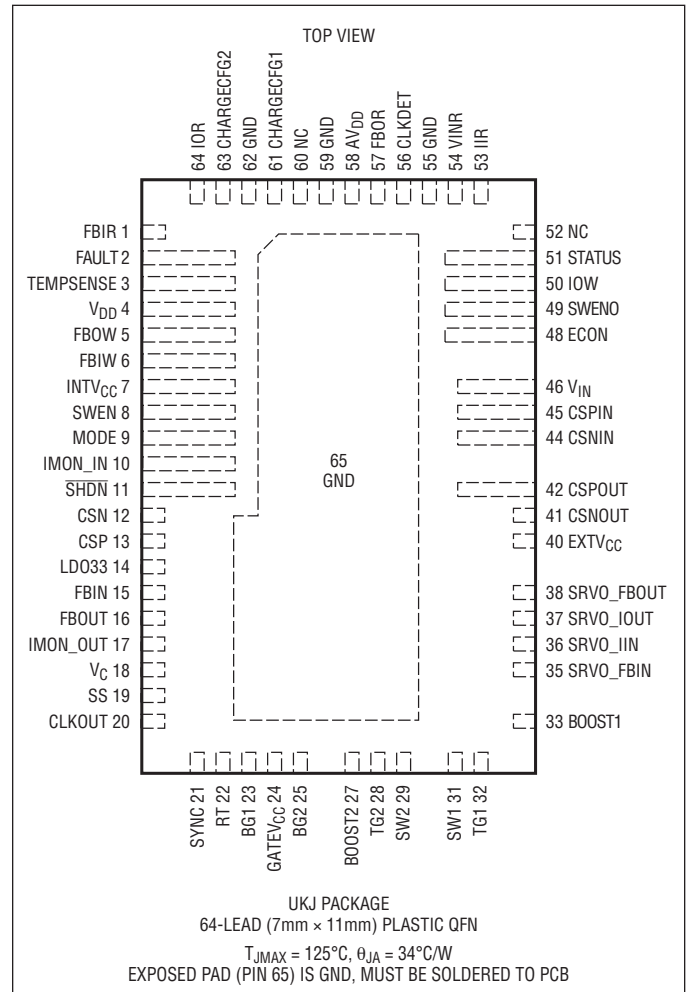 TOP VIEW
64 IOR
63 CHARGECFG2
62 GND
61 CHARGECFG1
60 NC
59 GND
58 AVDD
57 FBOR
56 CLKDET
55 GND
54 VINR
53 IIR
FBIR 1
FAULT 2
TEMPSENSE 3
VDD 4
FBOW 5
FBIW 6
INTVCC 7
SWEN 8
MODE 9
IMON_IN 10
SHDN 11
CSN 12
CSP 13
LDO33 14
FBIN 15
FBOUT 16
IMON_OUT 17
VC 18
SS 19
CLKOUT 20
65
GND
52 NC
51 STATUS
50 IOW
49 SWENO
48 ECON
46 VIN
45 CSPIN
44 CSNIN
42 CSPOUT
41 CSNOUT
40 EXTVCC
38 SRVO_FBOUT
37 SRVO_IOUT
36 SRVO_IIN
35 SRVO_FBIN
33 BOOST1
SYNC 21
RT 22
BG1 23
GATEVCC 24
BG2 25
BOOST2 27
TG2 28
SW2 29
SW1 31
TG1 32
UKJ PACKAGE
64-LEAD (7mm × 11mm) PLASTIC QFN
TJMAX = 125°C, θJA = 34°C/W
EXPOSED PAD (PIN 65) IS GND, MUST BE SOLDERED TO PCB